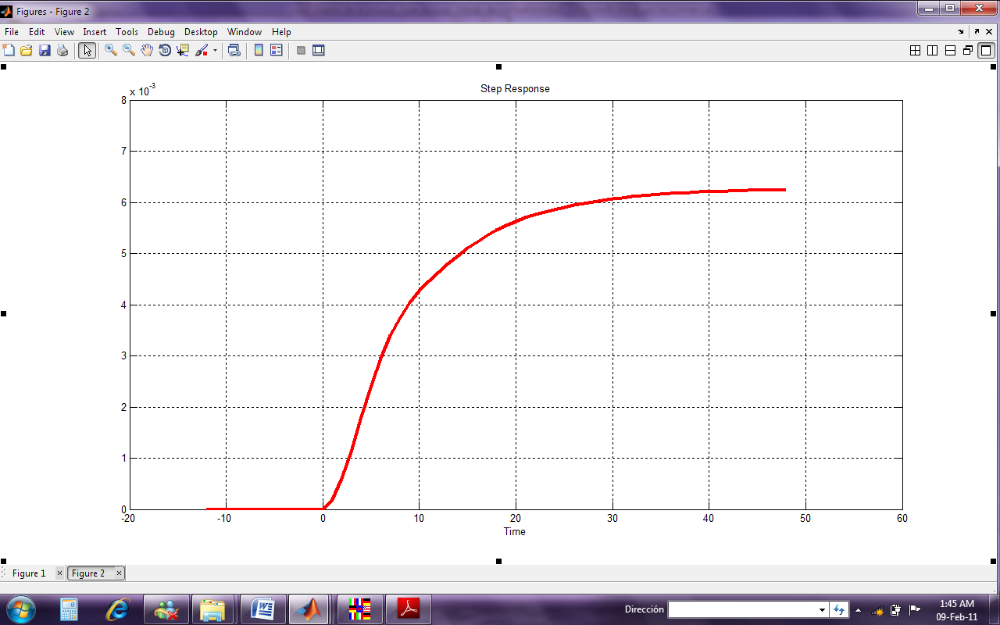 Figures - Figure 2
File Edit View Insert Tools Debug Desktop Window Help
x 10-3
Step Response
8
7
6
5
4
3
2
1
0
-20 -10 0 10 20 30 40 50 60
Time
Figure 1 Figure 2
Dirección
1:45 AM
09-Feb-11